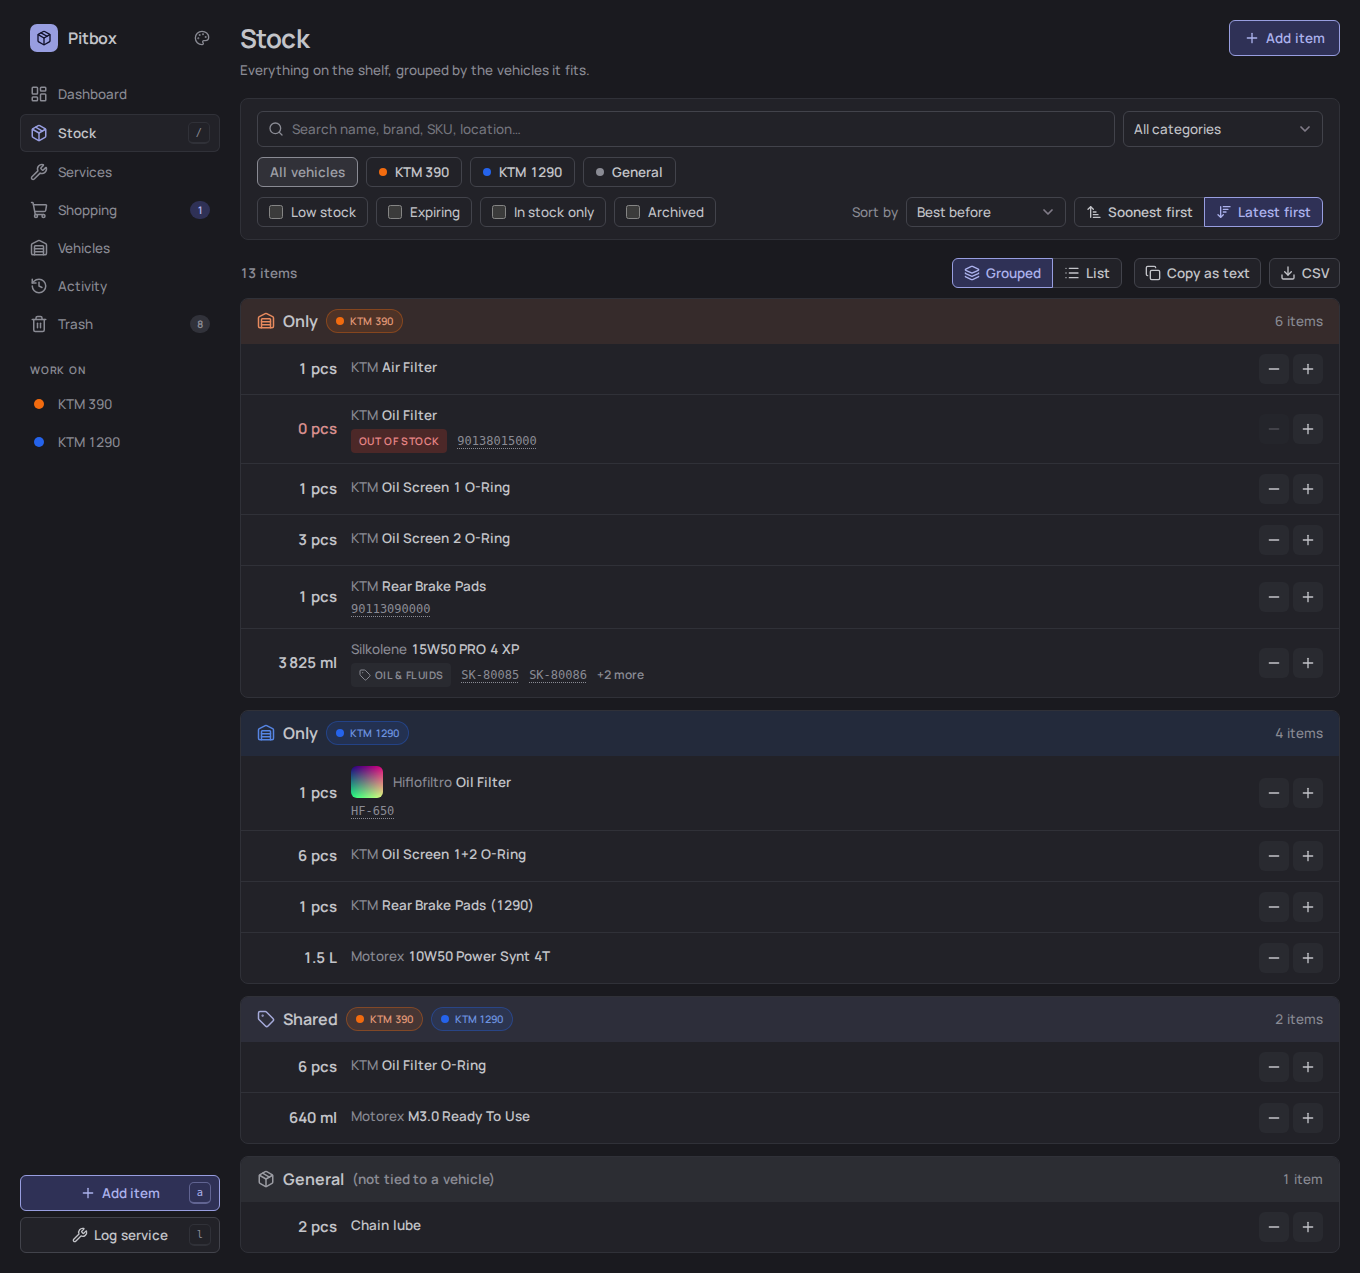 Pitbox
Dashboard
Stock /
Services
Shopping 1
Vehicles
Activity
Trash 8
WORK ON
KTM 390
KTM 1290
Add item a
Log service l
Stock
Add item
Everything on the shelf, grouped by the vehicles it fits.
Search name, brand, SKU, location...
All categories
All vehicles KTM 390 KTM 1290 General
Low stock Expiring In stock only Archived Sort by Best before Soonest first Latest first
13 items Grouped List Copy as text CSV
Only KTM 390 6 items
1 pcs KTM Air Filter
0 pcs KTM Oil Filter
OUT OF STOCK 90138015000
1 pcs KTM Oil Screen 1 O-Ring
3 pcs KTM Oil Screen 2 O-Ring
1 pcs KTM Rear Brake Pads
90113090000
3 825 ml Silkolene 15W50 PRO 4 XP
OIL & FLUIDS SK-80085 SK-80086 +2 more
Only KTM 1290 4 items
1 pcs Hiflofiltro Oil Filter
HF-650
6 pcs KTM Oil Screen 1+2 O-Ring
1 pcs KTM Rear Brake Pads (1290)
1.5 L Motorex 10W50 Power Synt 4T
Shared KTM 390 KTM 1290 2 items
6 pcs KTM Oil Filter O-Ring
640 ml Motorex M3.0 Ready To Use
General (not tied to a vehicle) 1 item
2 pcs Chain lube